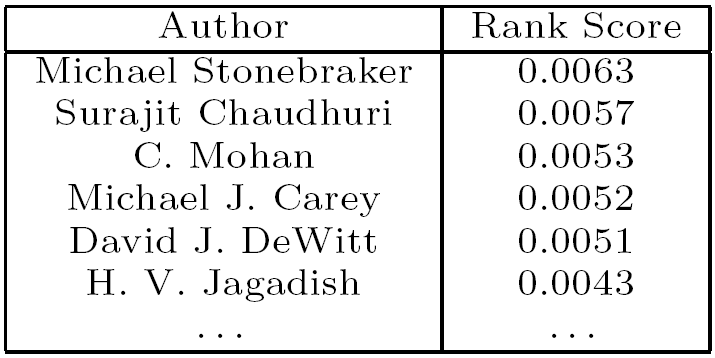 Author Rank Score
Michael Stonebraker 0.0063
Surajit Chaudhuri 0.0057
C. Mohan 0.0053
Michael J. Carey 0.0052
David J. DeWitt 0.0051
H. V. Jagadish 0.0043
... ...